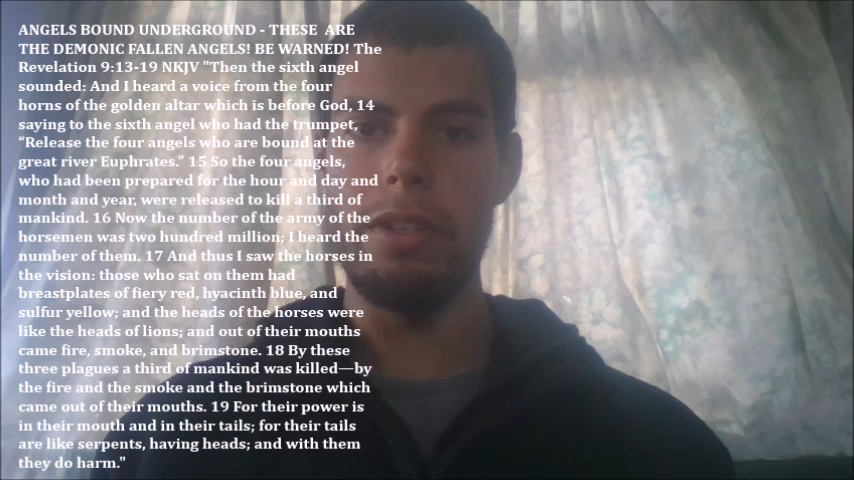 ANGELS BOUND UNDERGROUND - THESE ARE
THE DEMONIC FALLEN ANGELS! BE WARNED! The
Revelation 9:13-19 NKJV "Then the sixth angel
sounded: And I heard a voice from the four
horns of the golden altar which is before God, 14
saying to the sixth angel who had the trumpet,
“Release the four angels who are bound at the
great river Euphrates.” 15 So the four angels,
who had been prepared for the hour and day and
month and year, were released to kill a third of
mankind. 16 Now the number of the army of the
horsemen was two hundred million; I heard the
number of them. 17 And thus I saw the horses in
the vision: those who sat on them had
breastplates of fiery red, hyacinth blue, and
sulfur yellow; and the heads of the horses were
like the heads of lions; and out of their mouths
came fire, smoke, and brimstone. 18 By these
three plagues a third of mankind was killed—by
the fire and the smoke and the brimstone which
came out of their mouths. 19 For their power is
in their mouth and in their tails; for their tails
are like serpents, having heads; and with them
they do harm."